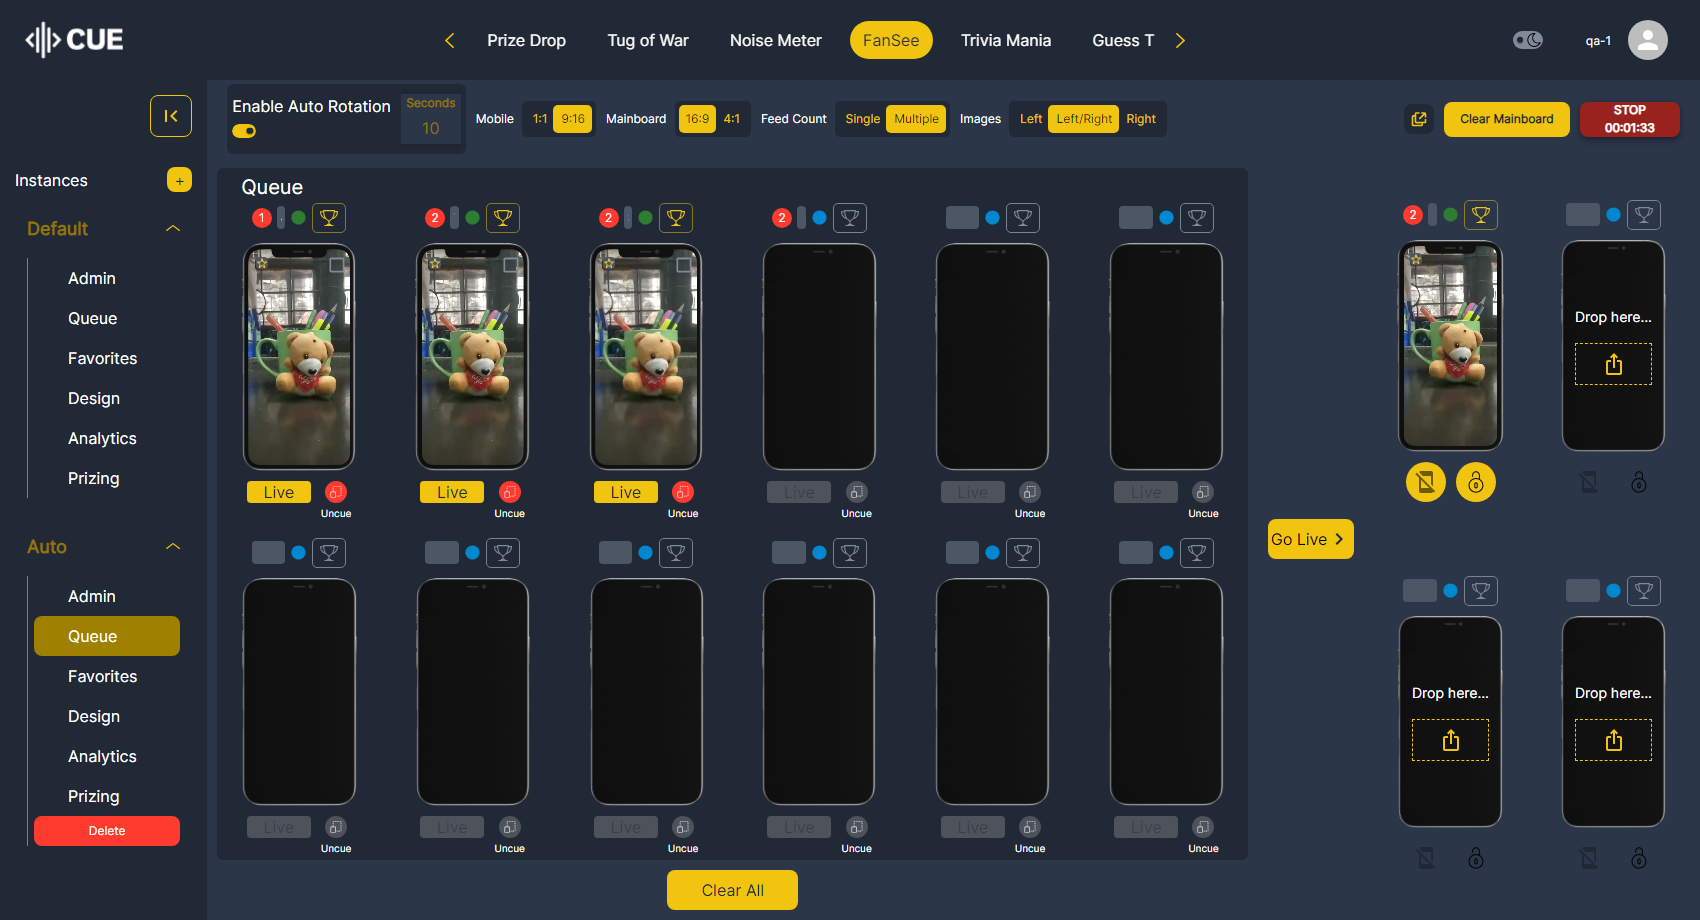 CUE
Prize Drop Tug of War Noise Meter FanSee Trivia Mania Guess T
qa-1
Enable Auto Rotation
Seconds
10
Mobile 1:1 9:16 Mainboard 16:9 4:1 Feed Count Single Multiple Images Left Left/Right Right
Clear Mainboard
STOP
00:01:33
Instances +
Default
Admin
Queue
Favorites
Design
Analytics
Prizing
Auto
Admin
Queue
Favorites
Design
Analytics
Prizing
Delete
Queue
1 2 2 2
Live Live Live Live Live Live
Uncue Uncue Uncue Uncue Uncue Uncue
Live Live Live Live Live Live
Uncue Uncue Uncue Uncue Uncue Uncue
Clear All
Go Live
2
Drop here...
Drop here... Drop here...